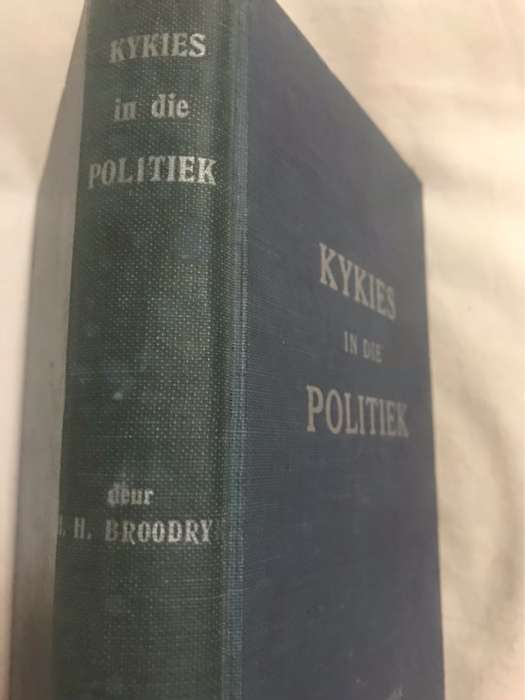 KYKIES
in die
POLITIEK
deur
H. BROODRY
KYKIES
IN DIE
POLITIEK